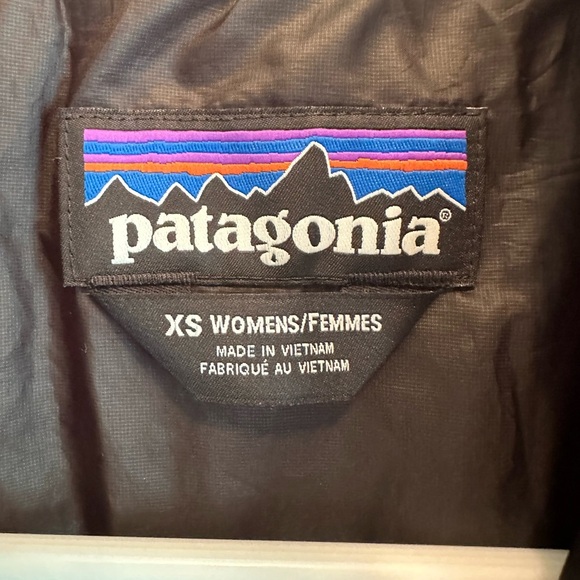 patagonia®
XS WOMENS/FEMMES
MADE IN VIETNAM
FABRIQUÉ AU VIETNAM